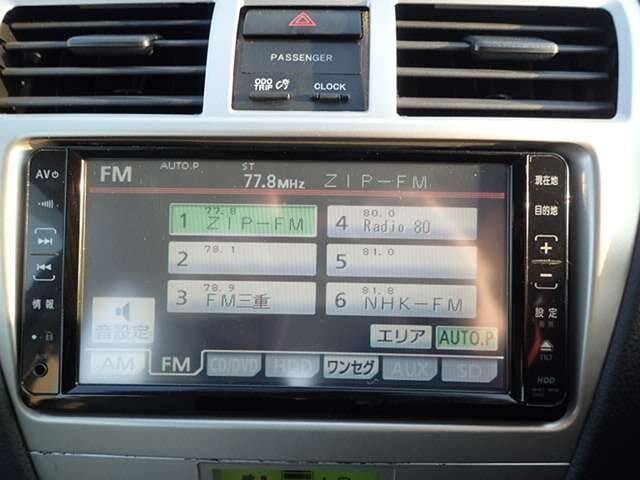 PASSENGER
ODO TRIP
CLOCK
AV
FM AUTO.P ST 77.8MHz ZIP-FM
現在地
目的地
1 77.8 ZIP-FM
4 80.0 Radio 80
2 79.1
5 81.0
3 78.9 FM三重
6 81.8 NHK-FM
+
−
情報
設定
音設定
エリア
AUTO.P
AM
FM
CD/DVD
HDD
ワンセグ
AUX
SD
TILT
HDD